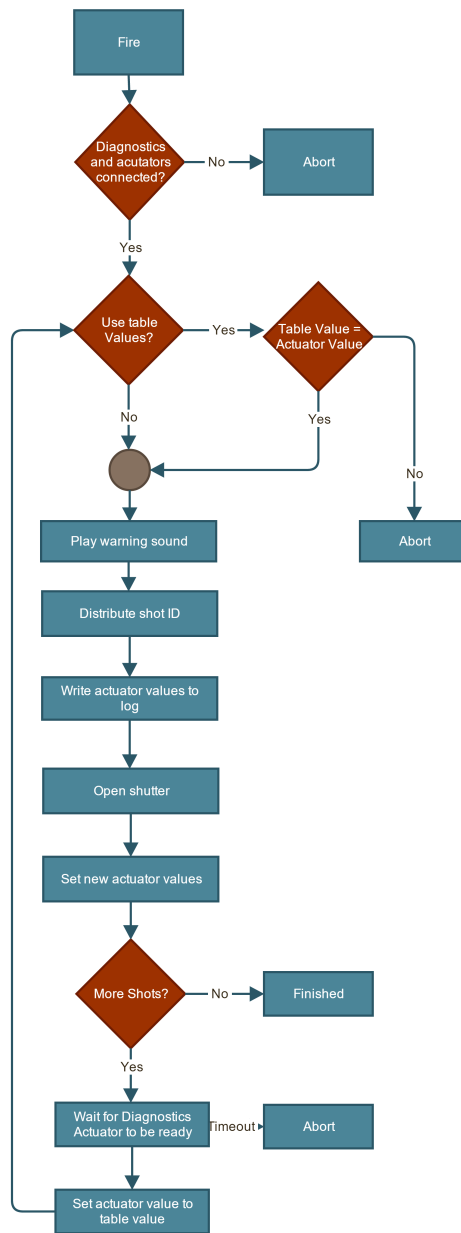 Fire
Diagnostics
and acutators
connected?
No
Abort
Yes
Use table
Values?
Yes
Table Value =
Actuator Value
No
Yes
No
Play warning sound
Abort
Distribute shot ID
Write actuator values to
log
Open shutter
Set new actuator values
More Shots?
No
Finished
Yes
Wait for Diagnostics
Actuator to be ready
Timeout
Abort
Set actuator value to
table value